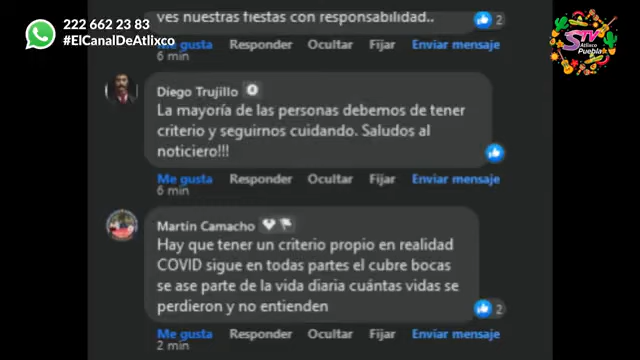 222 662 23 83
#ElCanalDeAtlixco
STV
Atlixco
Puebla
ves nuestras fiestas con responsabilidad..
2
Me gusta Responder Ocultar Fijar Enviar mensaje
6 min
Diego Trujillo
La mayoría de las personas debemos de tener
criterio y seguirnos cuidando. Saludos al
noticiero!!!
Me gusta Responder Ocultar Fijar Enviar mensaje
6 min
Martín Camacho
Hay que tener un criterio propio en realidad
COVID sigue en todas partes el cubre bocas
se ase parte de la vida diaria cuántas vidas se
perdieron y no entienden
2
Me gusta Responder Ocultar Fijar Enviar mensaje
2 min